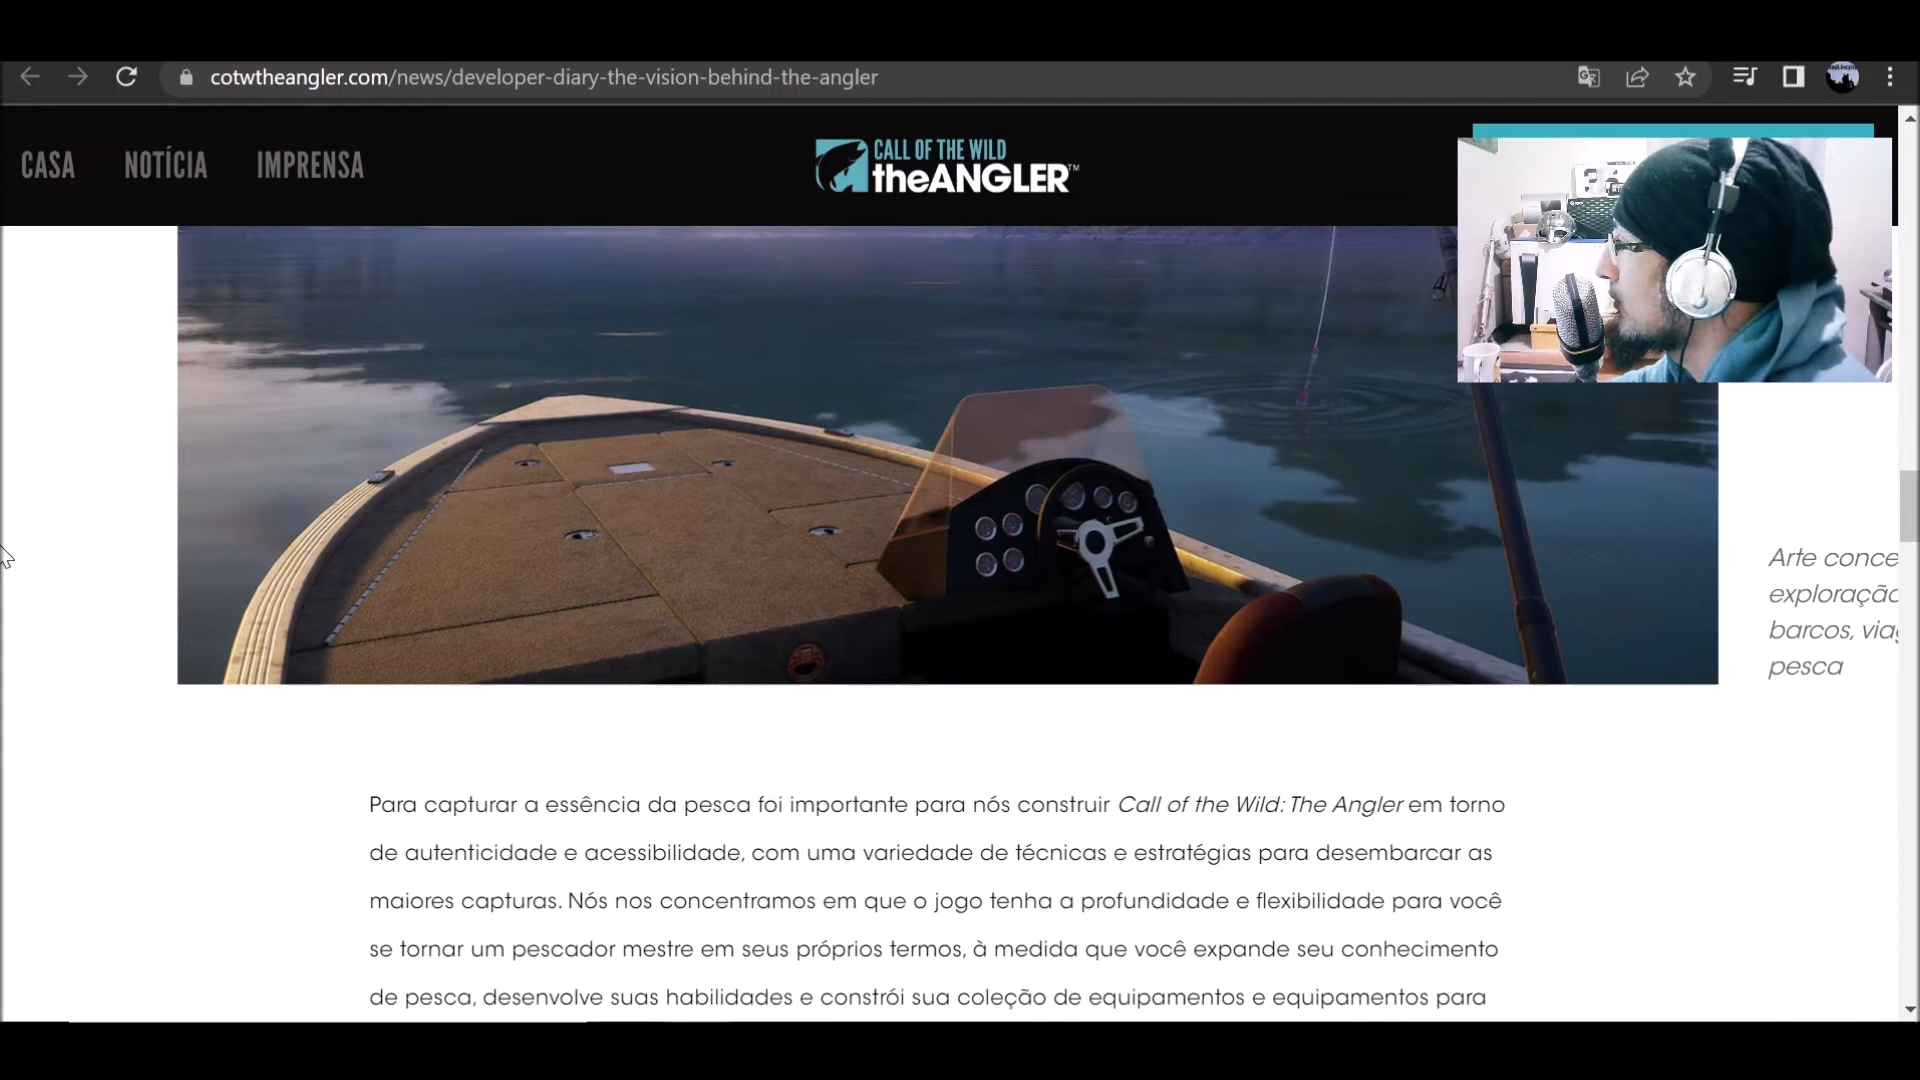 cotwtheangler.com/news/developer-diary-the-vision-behind-the-angler
CASA NOTÍCIA IMPRENSA
CALL OF THE WILD
theANGLER™
Arte conce
exploração
barcos, via
pesca
Para capturar a essência da pesca foi importante para nós construir Call of the Wild: The Angler em torno
de autenticidade e acessibilidade, com uma variedade de técnicas e estratégias para desembarcar as
maiores capturas. Nós nos concentramos em que o jogo tenha a profundidade e flexibilidade para você
se tornar um pescador mestre em seus próprios termos, à medida que você expande seu conhecimento
de pesca, desenvolve suas habilidades e constrói sua coleção de equipamentos e equipamentos para